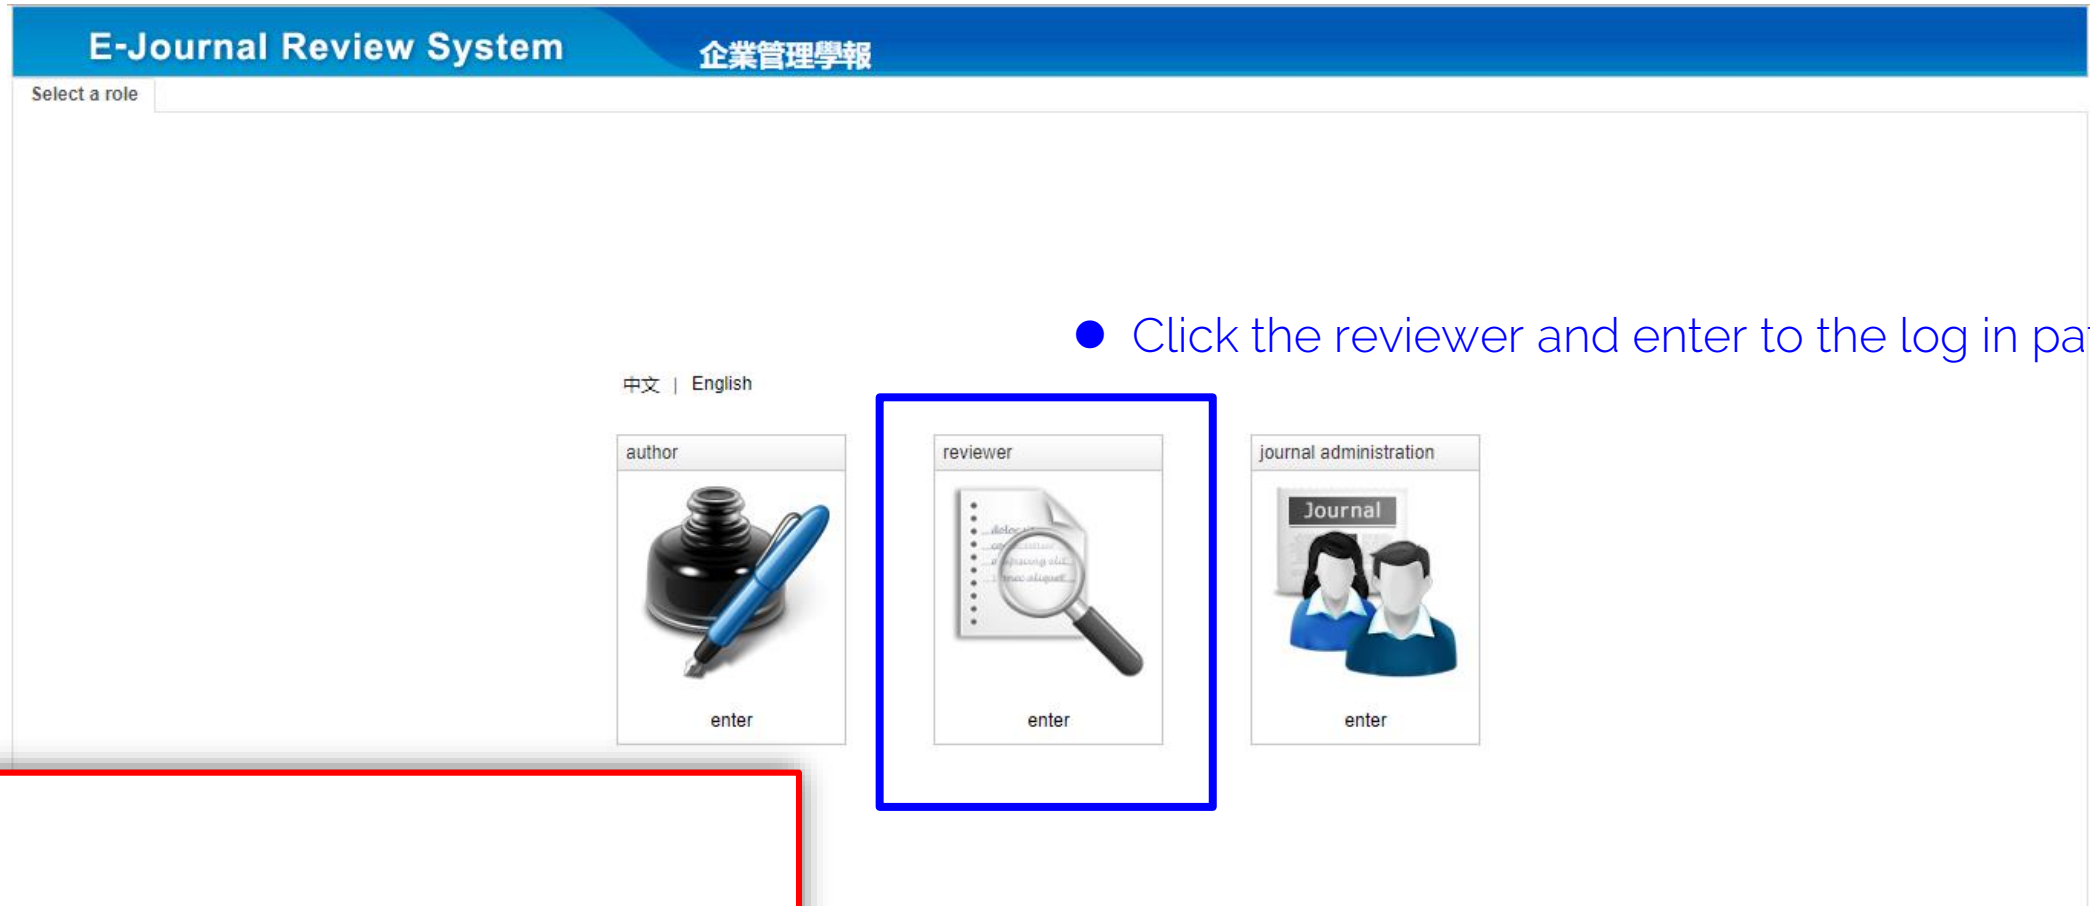 E-Journal Review System 企業管理學報
Select a role
● Click the reviewer and enter to the log in
中文 | English
author reviewer journal administration
Journal
enter enter enter